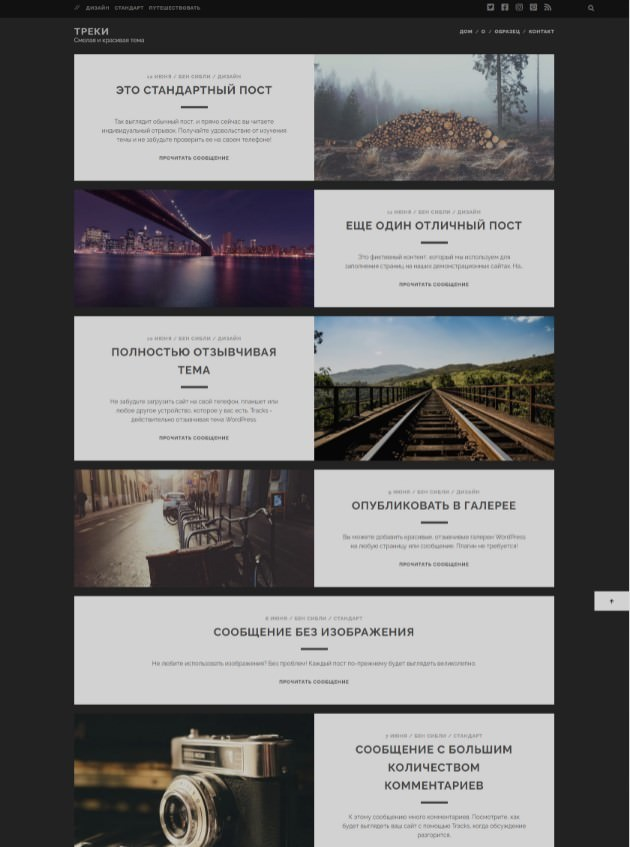 ДИЗАЙН СТАНДАРТ ПУТЕШЕСТВОВАТЬ
ТРЕКИ
Смелая и красивая тема
ДОМ / О / ОБРАЗЕЦ / КОНТАКТ
12 ИЮНЯ / БЕН СИБЛИ / ДИЗАЙН
ЭТО СТАНДАРТНЫЙ ПОСТ
Так выглядит обычный пост, и прямо сейчас вы читаете
индивидуальный отрывок. Получайте удовольствие от изучения
темы и не забудьте проверить ее на своем телефоне!
ПРОЧИТАТЬ СООБЩЕНИЕ
11 ИЮНЯ / БЕН СИБЛИ / ДИЗАЙН
ЕЩЕ ОДИН ОТЛИЧНЫЙ ПОСТ
Это фиктивный контент, который мы используем для
заполнения страниц на наших демонстрационных сайтах. На...
ПРОЧИТАТЬ СООБЩЕНИЕ
10 ИЮНЯ / БЕН СИБЛИ / ДИЗАЙН
ПОЛНОСТЬЮ ОТЗЫВЧИВАЯ
ТЕМА
Не забудьте загрузить сайт на свой телефон, планшет или
любое другое устройство, которое у вас есть. Tracks -
действительно отзывчивая тема WordPress
ПРОЧИТАТЬ СООБЩЕНИЕ
9 ИЮНЯ / БЕН СИБЛИ / ДИЗАЙН
ОПУБЛИКОВАТЬ В ГАЛЕРЕЕ
Вы можете добавить красивые, отзывчивые галереи WordPress
на любую страницу или сообщение. Плагин не требуется!
ПРОЧИТАТЬ СООБЩЕНИЕ
8 ИЮНЯ / БЕН СИБЛИ / СТАНДАРТ
СООБЩЕНИЕ БЕЗ ИЗОБРАЖЕНИЯ
Не любите использовать изображения? Без проблем! Каждый пост по-прежнему будет выглядеть великолепно.
ПРОЧИТАТЬ СООБЩЕНИЕ
7 ИЮНЯ / БЕН СИБЛИ / СТАНДАРТ
СООБЩЕНИЕ С БОЛЬШИМ
КОЛИЧЕСТВОМ
КОММЕНТАРИЕВ
К этому сообщению много комментариев. Посмотрите, как
будет выглядеть ваш сайт с помощью Tracks, когда обсуждение
разгорится.